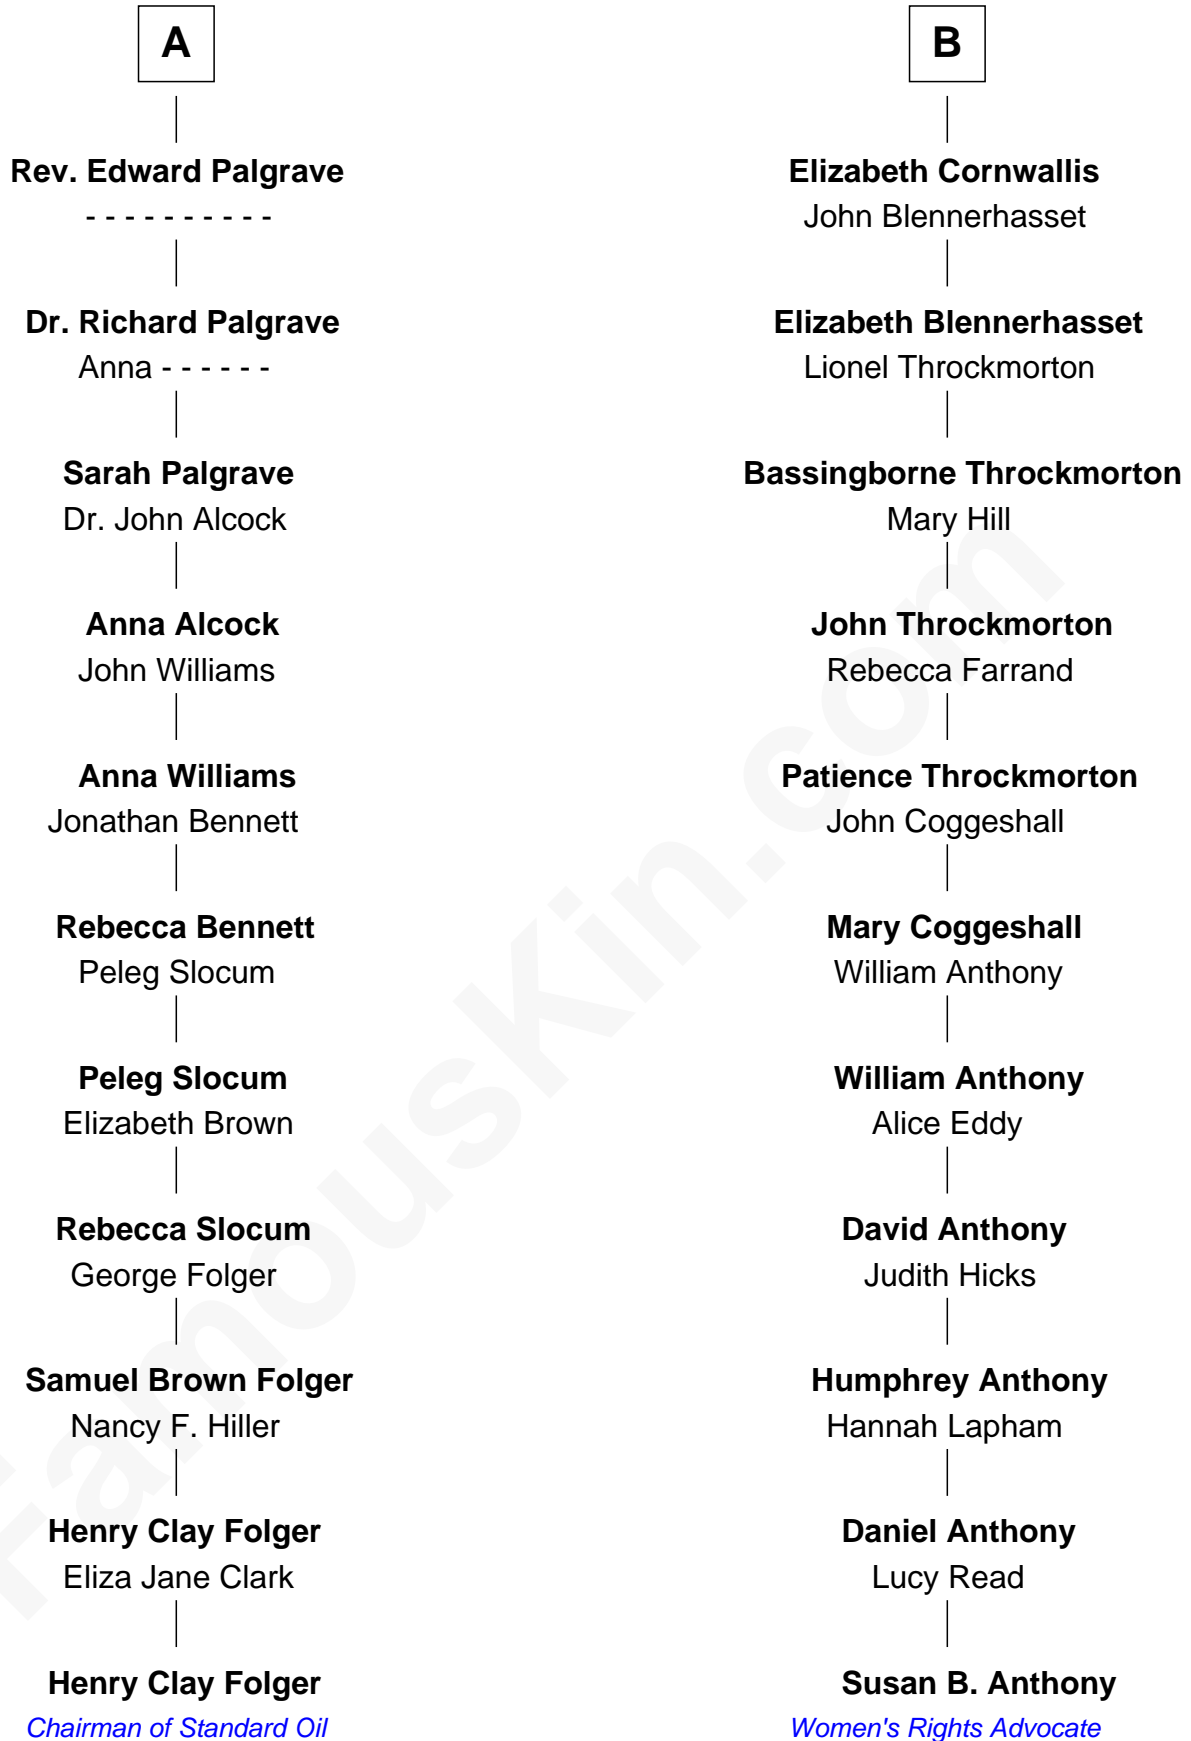 A
Rev. Edward Palgrave
- - - - - - - - - -
Dr. Richard Palgrave
Anna - - - - - -
Sarah Palgrave
Dr. John Alcock
Anna Alcock
John Williams
Anna Williams
Jonathan Bennett
Rebecca Bennett
Peleg Slocum
Peleg Slocum
Elizabeth Brown
Rebecca Slocum
George Folger
Samuel Brown Folger
Nancy F. Hiller
Henry Clay Folger
Eliza Jane Clark
Henry Clay Folger
Chairman of Standard Oil
B
Elizabeth Cornwallis
John Blennerhasset
Elizabeth Blennerhasset
Lionel Throckmorton
Bassingborne Throckmorton
Mary Hill
John Throckmorton
Rebecca Farrand
Patience Throckmorton
John Coggeshall
Mary Coggeshall
William Anthony
William Anthony
Alice Eddy
David Anthony
Judith Hicks
Humphrey Anthony
Hannah Lapham
Daniel Anthony
Lucy Read
Susan B. Anthony
Women's Rights Advocate
FamousKin.com